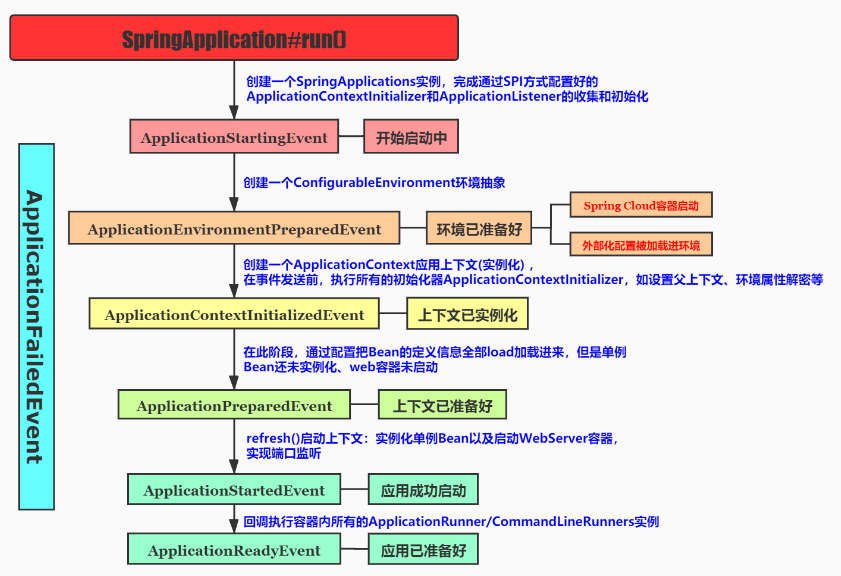 SpringApplication#run()
创建一个SpringApplications实例，完成通过SPI方式配置好的
ApplicationContextInitializer和ApplicationListener的收集和初始化
ApplicationStartingEvent
开始启动中
创建一个ConfigurableEnvironment环境抽象
ApplicationEnvironmentPreparedEvent
环境已准备好
Spring Cloud容器启动
外部化配置被加载进环境
创建一个ApplicationContext应用上下文(实例化) ，
在事件发送前，执行所有的初始化器ApplicationContextInitializer，如设置父上下文、环境属性解密等
ApplicationContextInitializedEvent
上下文已实例化
在此阶段，通过配置把Bean的定义信息全部load加载进来，但是单例
Bean还未实例化、web容器未启动
ApplicationPreparedEvent
上下文已准备好
refresh()启动上下文：实例化单例Bean以及启动WebServer容器，
实现端口监听
ApplicationStartedEvent
应用成功启动
回调执行容器内所有的ApplicationRunner/CommandLineRunners实例
ApplicationReadyEvent
应用已准备好
ApplicationFailedEvent